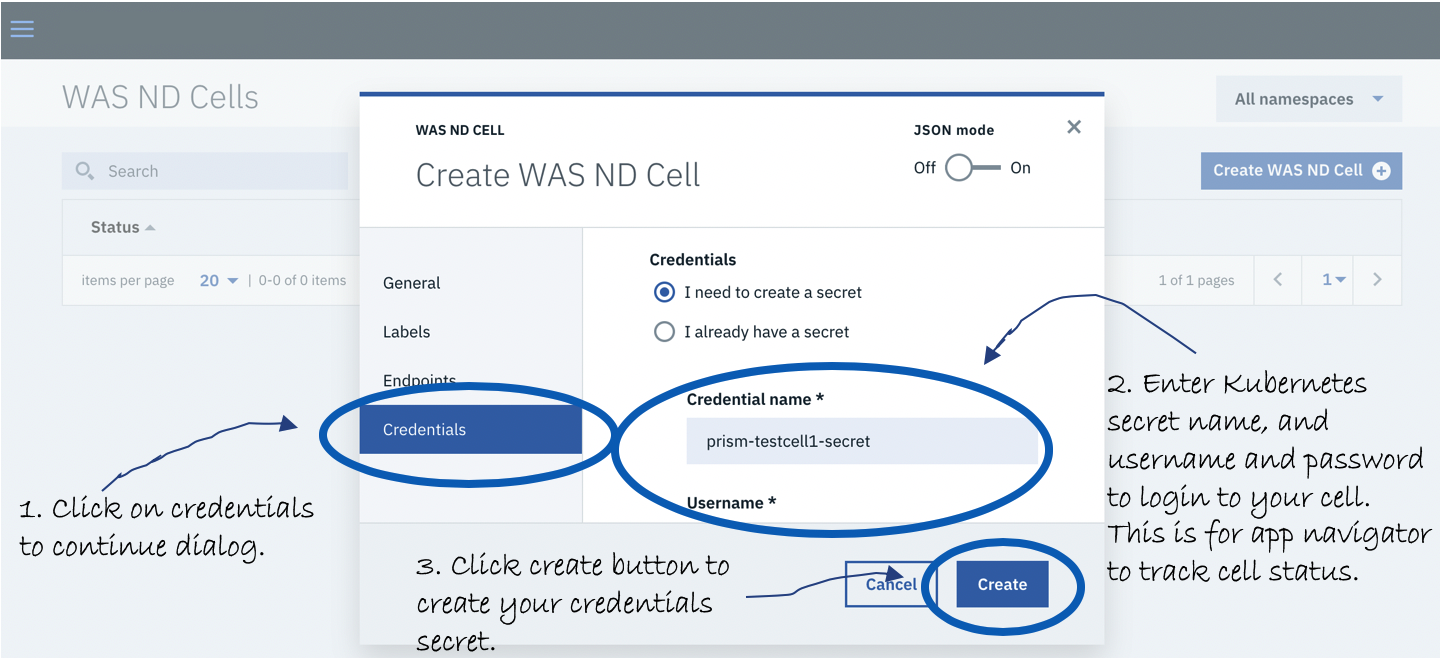 WAS ND Cells
All namespaces
Search
Create WAS ND Cell
Status
items per page 20 | 0-0 of 0 items
1 of 1 pages
1
WAS ND CELL
Create WAS ND Cell
JSON mode
Off On
General
Labels
Endpoints
Credentials
Credentials
I need to create a secret
I already have a secret
Credential name *
prism-testcell1-secret
Username *
Cancel
Create
1. Click on credentials
to continue dialog.
2. Enter Kubernetes
secret name, and
username and password
to login to your cell.
This is for app navigator
to track cell status.
3. Click create button to
create your credentials
secret.